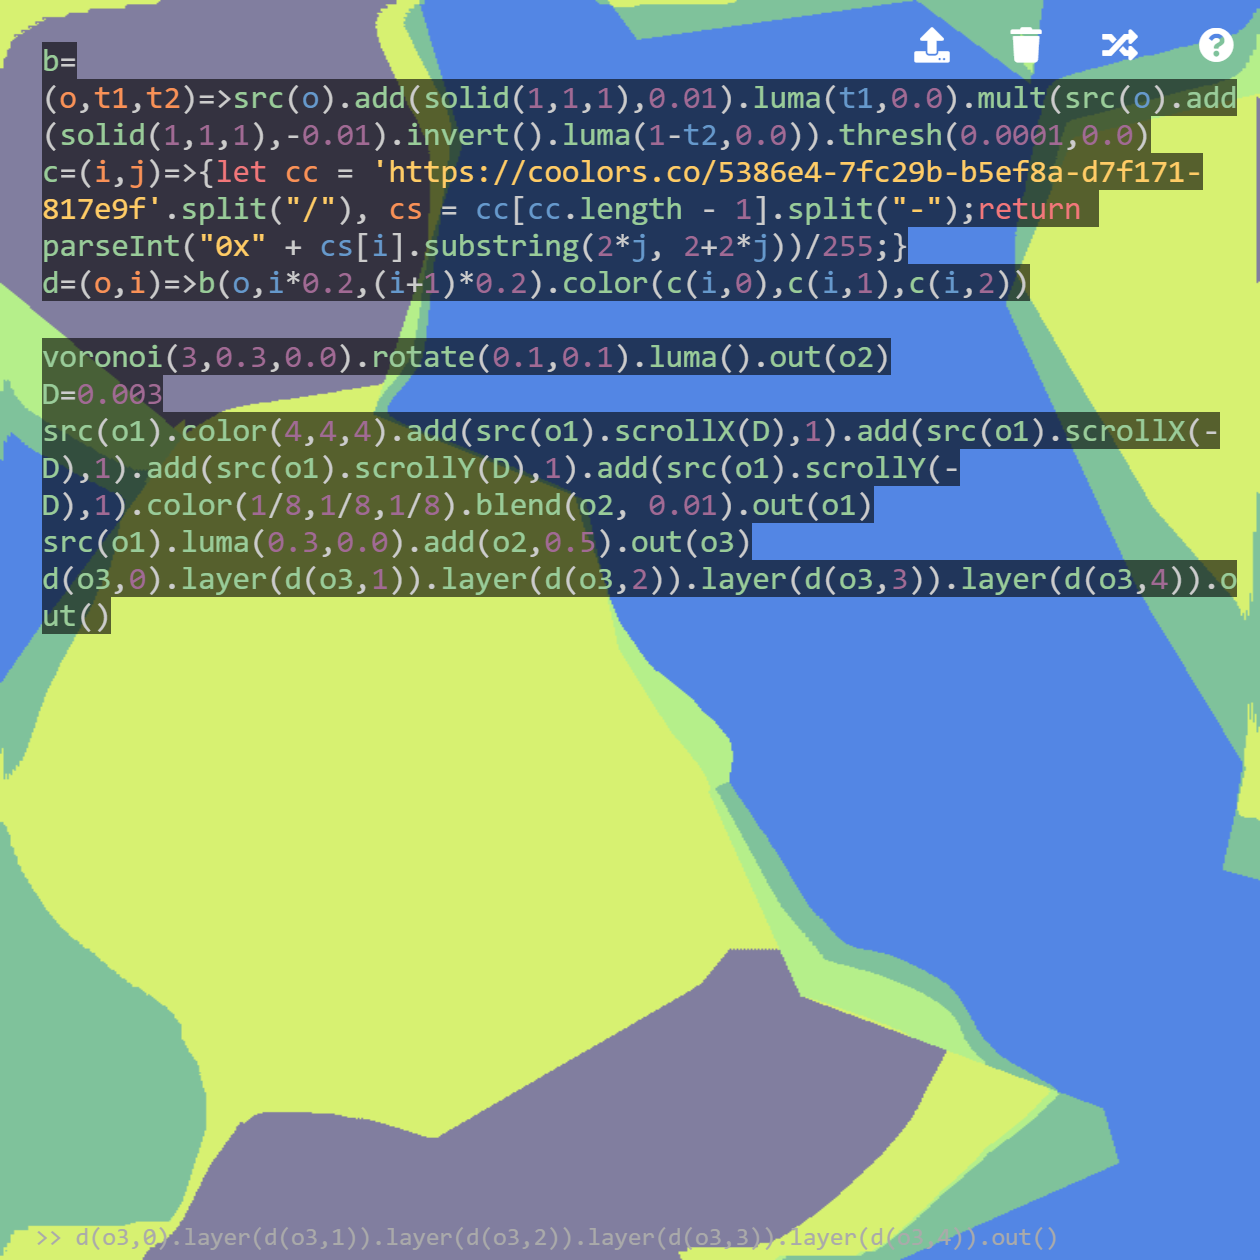 b=
(o,t1,t2)=>src(o).add(solid(1,1,1),0.01).luma(t1,0.0).mult(src(o).add
(solid(1,1,1),-0.01).invert().luma(1-t2,0.0)).thresh(0.0001,0.0)
c=(i,j)=>{let cc = 'https://coolors.co/5386e4-7fc29b-b5ef8a-d7f171-
817e9f'.split("/"), cs = cc[cc.length - 1].split("-");return
parseInt("0x" + cs[i].substring(2*j, 2+2*j))/255;}
d=(o,i)=>b(o,i*0.2,(i+1)*0.2).color(c(i,0),c(i,1),c(i,2))
voronoi(3,0.3,0.0).rotate(0.1,0.1).luma().out(o2)
D=0.003
src(o1).color(4,4,4).add(src(o1).scrollX(D),1).add(src(o1).scrollX(-
D),1).add(src(o1).scrollY(D),1).add(src(o1).scrollY(-
D),1).color(1/8,1/8,1/8).blend(o2, 0.01).out(o1)
src(o1).luma(0.3,0.0).add(o2,0.5).out(o3)
d(o3,0).layer(d(o3,1)).layer(d(o3,2)).layer(d(o3,3)).layer(d(o3,4)).o
ut()
>> d(o3,0).layer(d(o3,1)).layer(d(o3,2)).layer(d(o3,3)).layer(d(o3,4)).out()